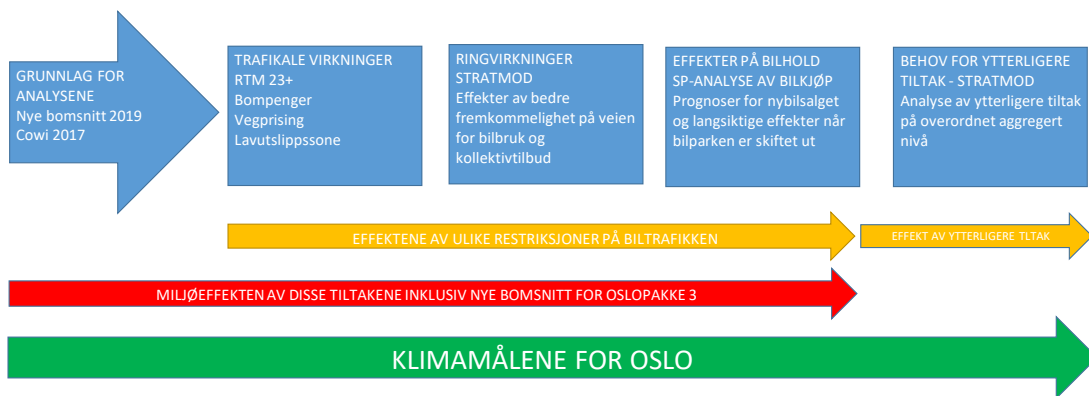 GRUNNLAG FOR
ANALYSENE
Nye bomsnitt 2019
Cowi 2017
TRAFIKALE VIRKNINGER
RTM 23+
Bompenger
Vegprising
Lavutslippssone
RINGVIRKNINGER
STRATMOD
Effekter av bedre
fremkommelighet på veien
for bilbruk og
kollektivtilbud
EFFEKTER PÅ BILHOLD
SP-ANALYSE AV BILKJØP
Prognoser for nybilsalget
og langsiktige effekter når
bilparken er skiftet ut
BEHOV FOR YTTERLIGERE
TILTAK - STRATMOD
Analyse av ytterligere tiltak
på overordnet aggregert
nivå
EFFEKTENE AV ULIKE RESTRIKSJONER PÅ BILTRAFIKKEN
EFFEKT AV YTTERLIGERE TLTAK
MILJØEFFEKTEN AV DISSE TILTAKENE INKLUSIV NYE BOMSNITT FOR OSLOPAKKE 3
KLIMAMÅLENE FOR OSLO